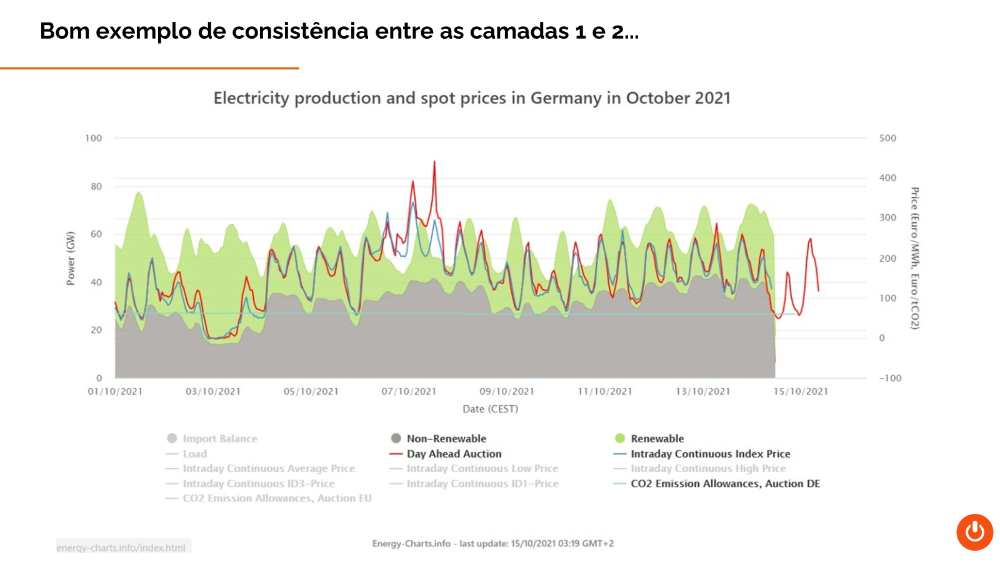 Bom exemplo de consistência entre as camadas 1 e 2...
Electricity production and spot prices in Germany in October 2021
100
80
60
40
20
0
Power (GW)
500
400
300
200
100
0
-100
Price (Euro/MWh, Euro/tCO2)
01/10/2021 03/10/2021 05/10/2021 07/10/2021 09/10/2021 11/10/2021 13/10/2021 15/10/2021
Date (CEST)
Import Balance Non-Renewable Renewable
Load Day Ahead Auction Intraday Continuous Index Price
Intraday Continuous Average Price Intraday Continuous Low Price Intraday Continuous High Price
Intraday Continuous ID3-Price Intraday Continuous ID1-Price CO2 Emission Allowances, Auction DE
CO2 Emission Allowances, Auction EU
Energy-Charts.info - last update: 15/10/2021 03:19 GMT+2
energy-charts.info/index.html